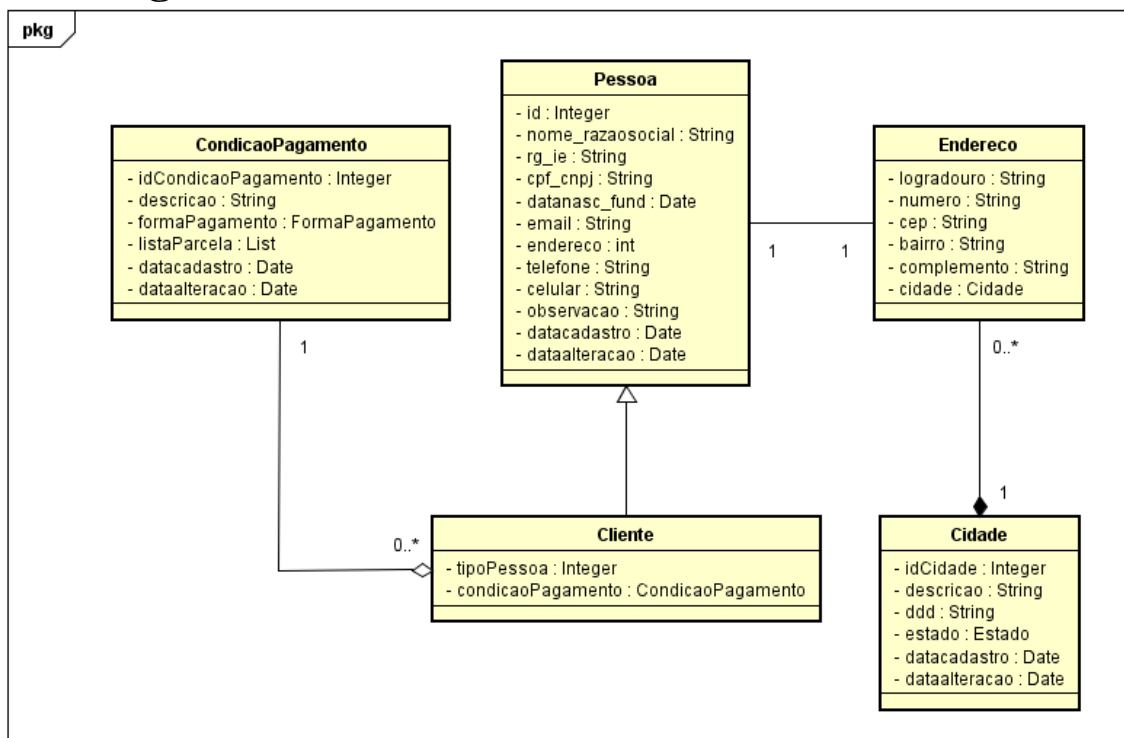 pkg
Pessoa
- id : Integer
- nome_razaosocial : String
- rg_ie : String
- cpf_cnpj : String
- datanasc_fund : Date
- email : String
- endereco : int
- telefone : String
- celular : String
- observacao : String
- datacadastro : Date
- dataalteracao : Date
CondicaoPagamento
- idCondicaoPagamento : Integer
- descricao : String
- formaPagamento : FormaPagamento
- listaParcela : List
- datacadastro : Date
- dataalteracao : Date
Endereco
- logradouro : String
- numero : String
- cep : String
- bairro : String
- complemento : String
- cidade : Cidade
1
1
1
0..*
0..*
1
Cliente
- tipoPessoa : Integer
- condicaoPagamento : CondicaoPagamento
Cidade
- idCidade : Integer
- descricao : String
- ddd : String
- estado : Estado
- datacadastro : Date
- dataalteracao : Date